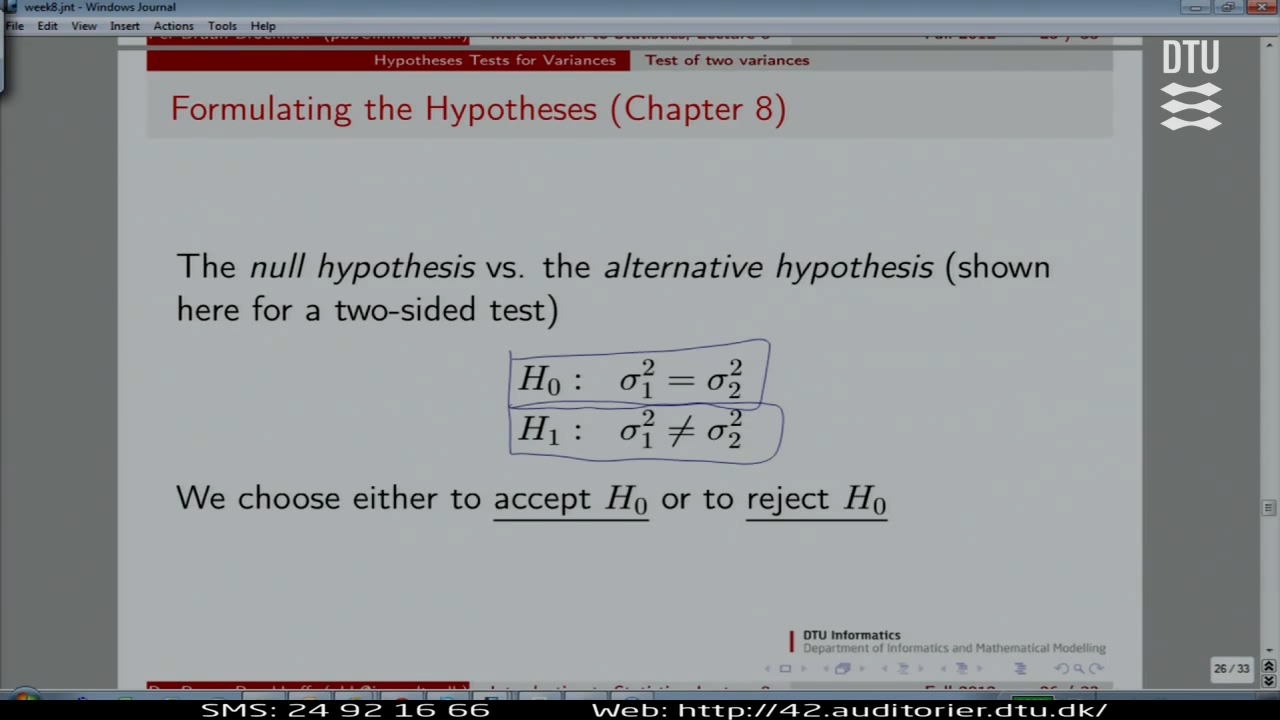 week8.jnt - Windows Journal
File Edit View Insert Actions Tools Help
Hypotheses Tests for Variances Test of two variances
DTU
Formulating the Hypotheses (Chapter 8)
The null hypothesis vs. the alternative hypothesis (shown
here for a two-sided test)
H₀ : σ₁² = σ₂²
H₁ : σ₁² ≠ σ₂²
We choose either to accept H₀ or to reject H₀
DTU Informatics
Department of Informatics and Mathematical Modelling
26 / 33
SMS: 24 92 16 66 Web: http://42.auditorier.dtu.dk/